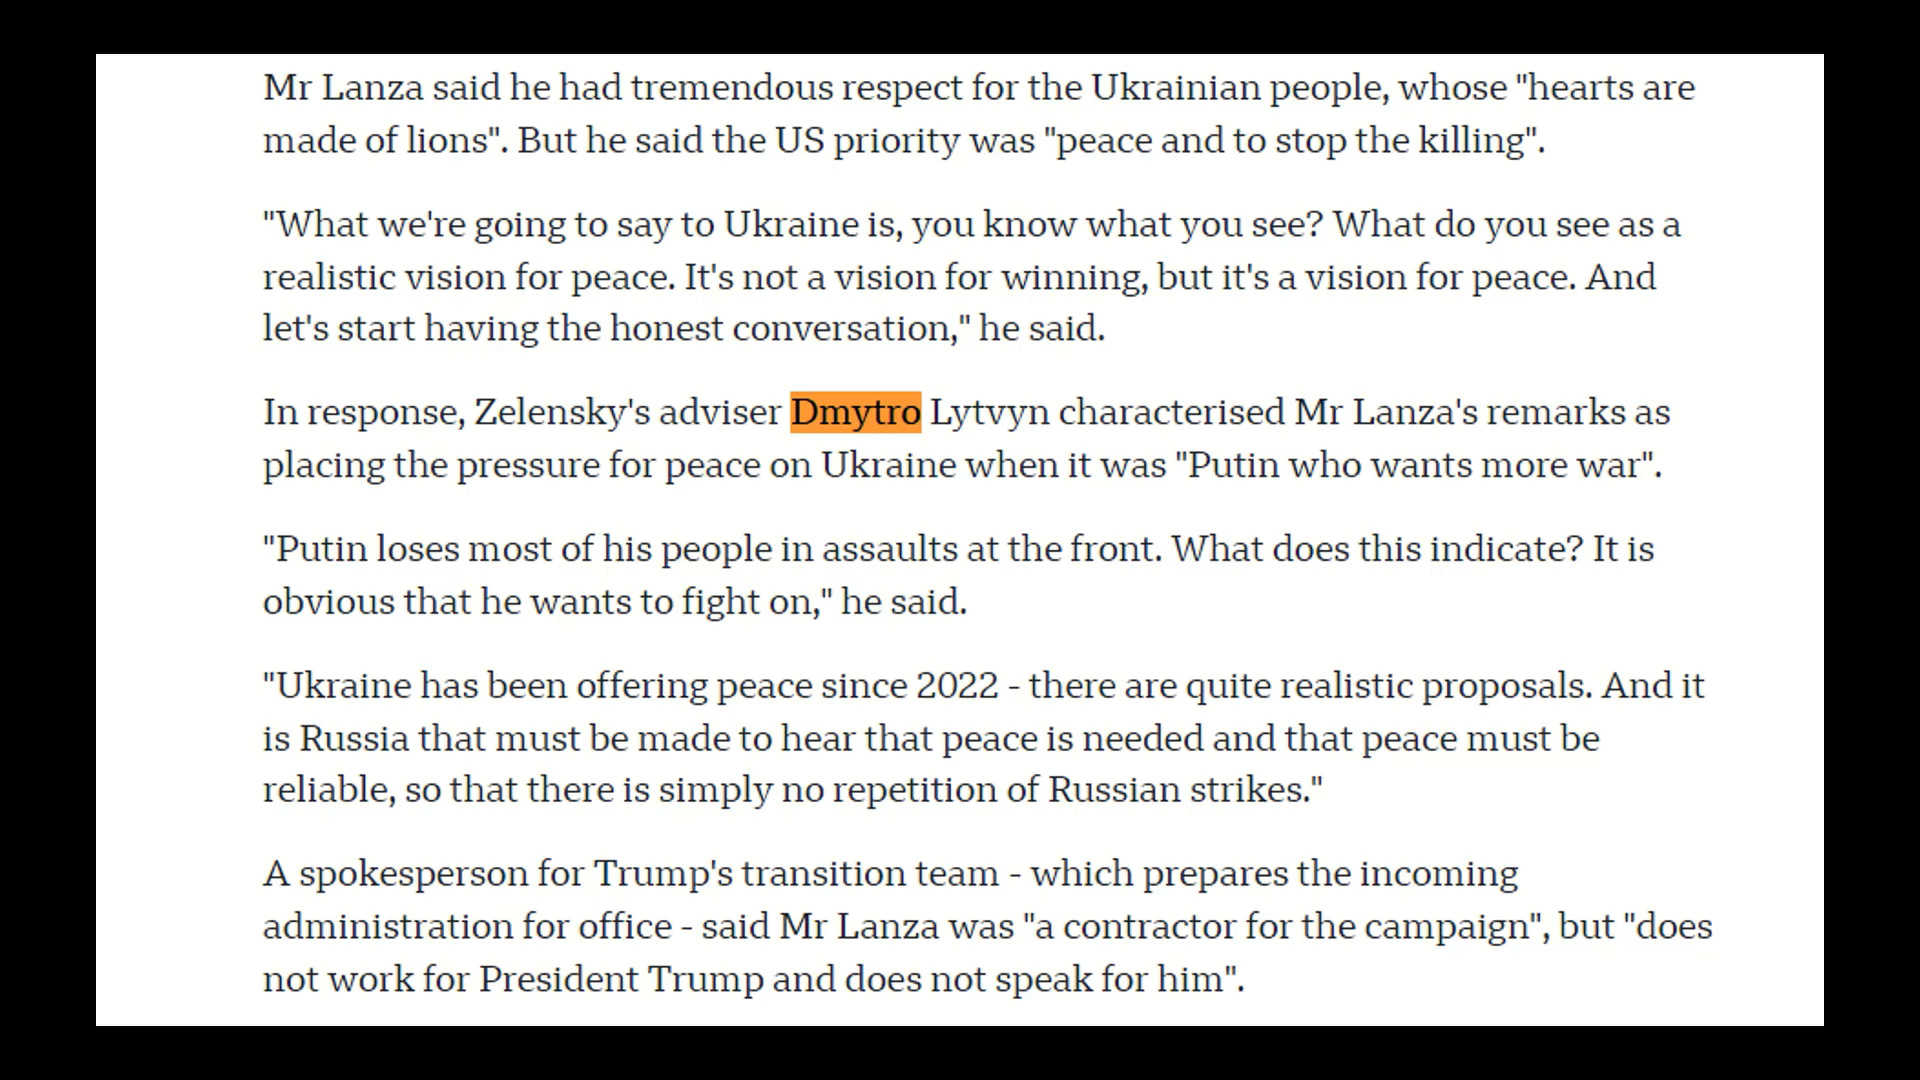 Mr Lanza said he had tremendous respect for the Ukrainian people, whose "hearts are
made of lions". But he said the US priority was "peace and to stop the killing".
"What we're going to say to Ukraine is, you know what you see? What do you see as a
realistic vision for peace. It's not a vision for winning, but it's a vision for peace. And
let's start having the honest conversation," he said.
In response, Zelensky's adviser Dmytro Lytvyn characterised Mr Lanza's remarks as
placing the pressure for peace on Ukraine when it was "Putin who wants more war".
"Putin loses most of his people in assaults at the front. What does this indicate? It is
obvious that he wants to fight on," he said.
"Ukraine has been offering peace since 2022 - there are quite realistic proposals. And it
is Russia that must be made to hear that peace is needed and that peace must be
reliable, so that there is simply no repetition of Russian strikes."
A spokesperson for Trump's transition team - which prepares the incoming
administration for office - said Mr Lanza was "a contractor for the campaign", but "does
not work for President Trump and does not speak for him".